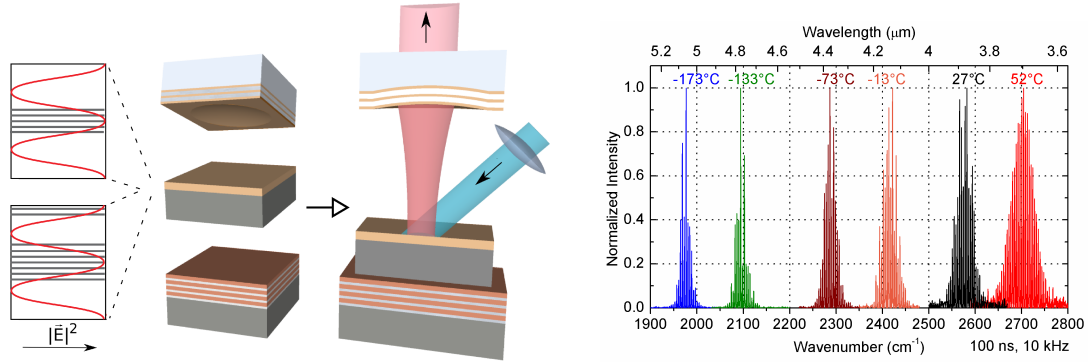 |E⃗|²
Wavelength (μm)
5.2 5 4.8 4.6 4.4 4.2 4 3.8 3.6
-173°C -133°C -73°C -13°C 27°C 52°C
1.0
0.8
0.6
0.4
0.2
0.0
Normalized Intensity
1900 2000 2100 2200 2300 2400 2500 2600 2700 2800
Wavenumber (cm⁻¹)
100 ns, 10 kHz